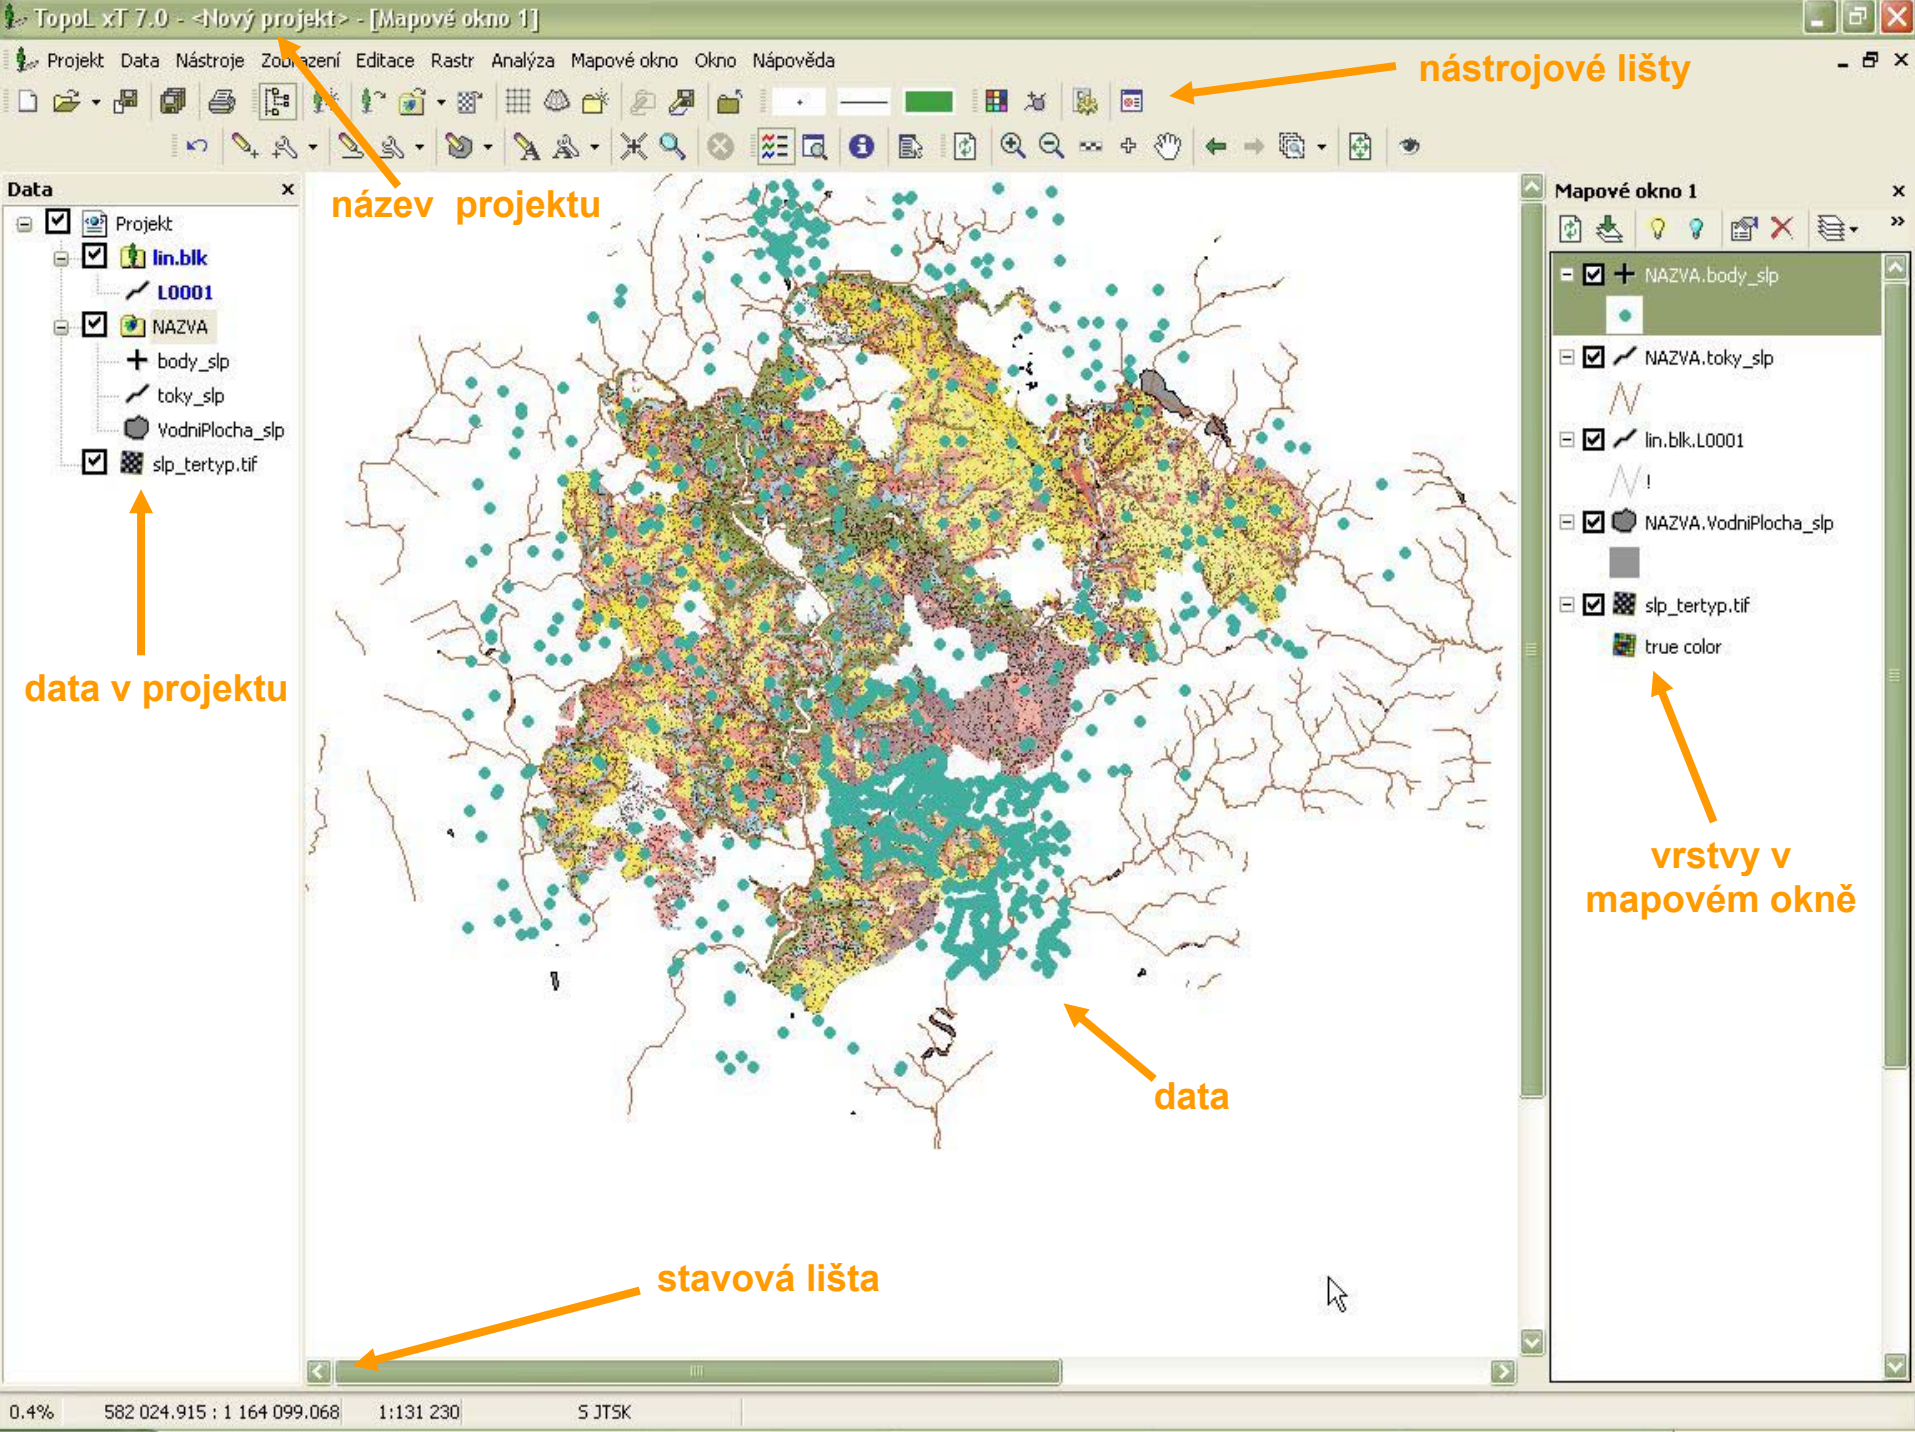 TopoL xT 7.0 - <Nový projekt> - [Mapové okno 1]
Projekt Data Nástroje Zobrazení Editace Rastr Analýza Mapové okno Okno Nápověda
nástrojové lišty
Data
název projektu
Projekt
lin.blk
L0001
NAZVA
body_slp
toky_slp
VodniPlocha_slp
slp_tertyp.tif
data v projektu
Mapové okno 1
NAZVA.body_slp
NAZVA.toky_slp
lin.blk.L0001
!
NAZVA.VodniPlocha_slp
slp_tertyp.tif
true color
vrstvy v
mapovém okně
data
stavová lišta
0.4% 582 024.915 : 1 164 099.068 1:131 230 S JTSK